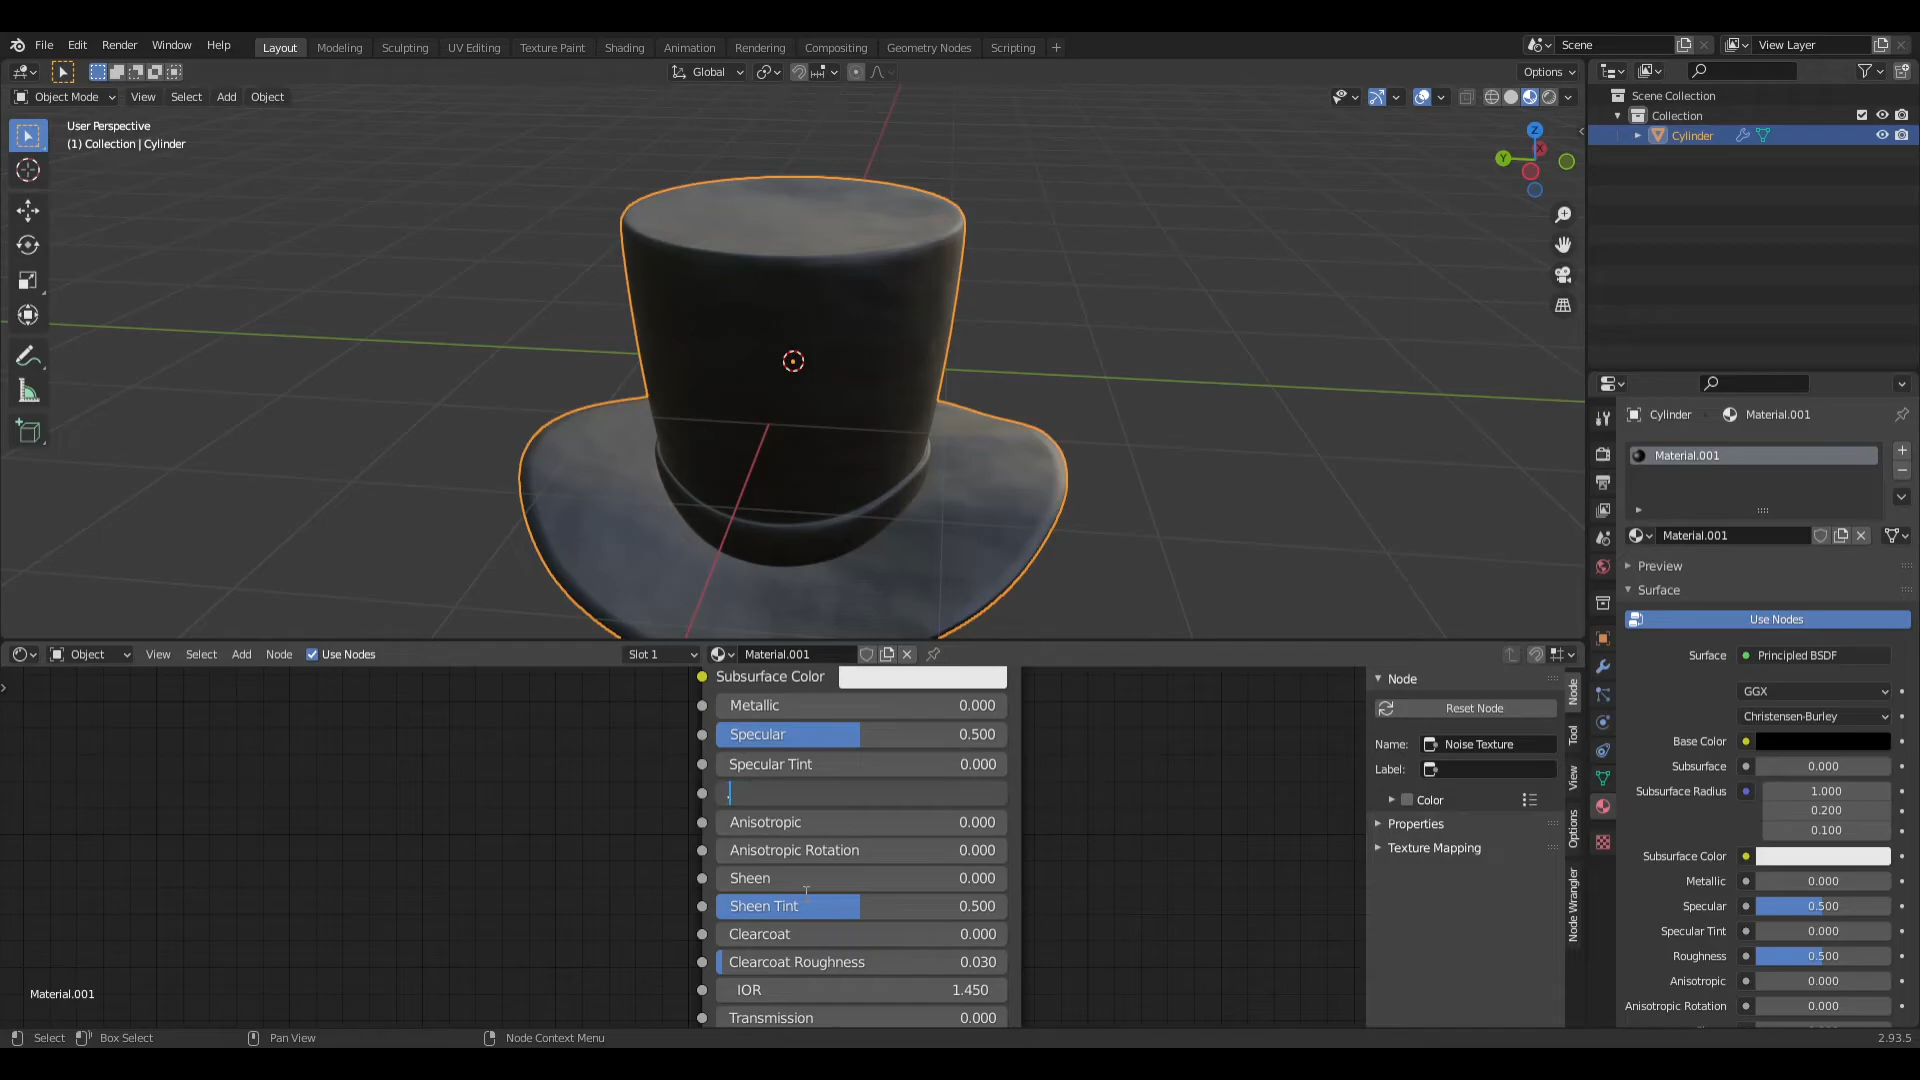 File Edit Render Window Help Layout Modeling Sculpting UV Editing Texture Paint Shading Animation Rendering Compositing Geometry Nodes Scripting + Scene View Layer
Global Options
Object Mode View Select Add Object
User Perspective
(1) Collection | Cylinder
Z
X
Y
Scene Collection
Collection
Cylinder
Cylinder Material.001
Material.001
Material.001
Preview
Surface
Use Nodes
Surface Principled BSDF
GGX
Christensen-Burley
Base Color
Subsurface 0.000
Subsurface Radius 1.000
0.200
0.100
Subsurface Color
Metallic 0.000
Specular 0.500
Specular Tint 0.000
Roughness 0.500
Anisotropic 0.000
Anisotropic Rotation 0.000
Object View Select Add Node Use Nodes Slot 1 Material.001
Subsurface Color
Metallic 0.000
Specular 0.500
Specular Tint 0.000
.
Anisotropic 0.000
Anisotropic Rotation 0.000
Sheen 0.000
Sheen Tint 0.500
Clearcoat 0.000
Clearcoat Roughness 0.030
IOR 1.450
Transmission 0.000
Node
Reset Node
Name: Noise Texture
Label:
Color
Properties
Texture Mapping
Node
Tool
View
Options
Node Wrangler
Material.001
Select Box Select Pan View Node Context Menu 2.93.5